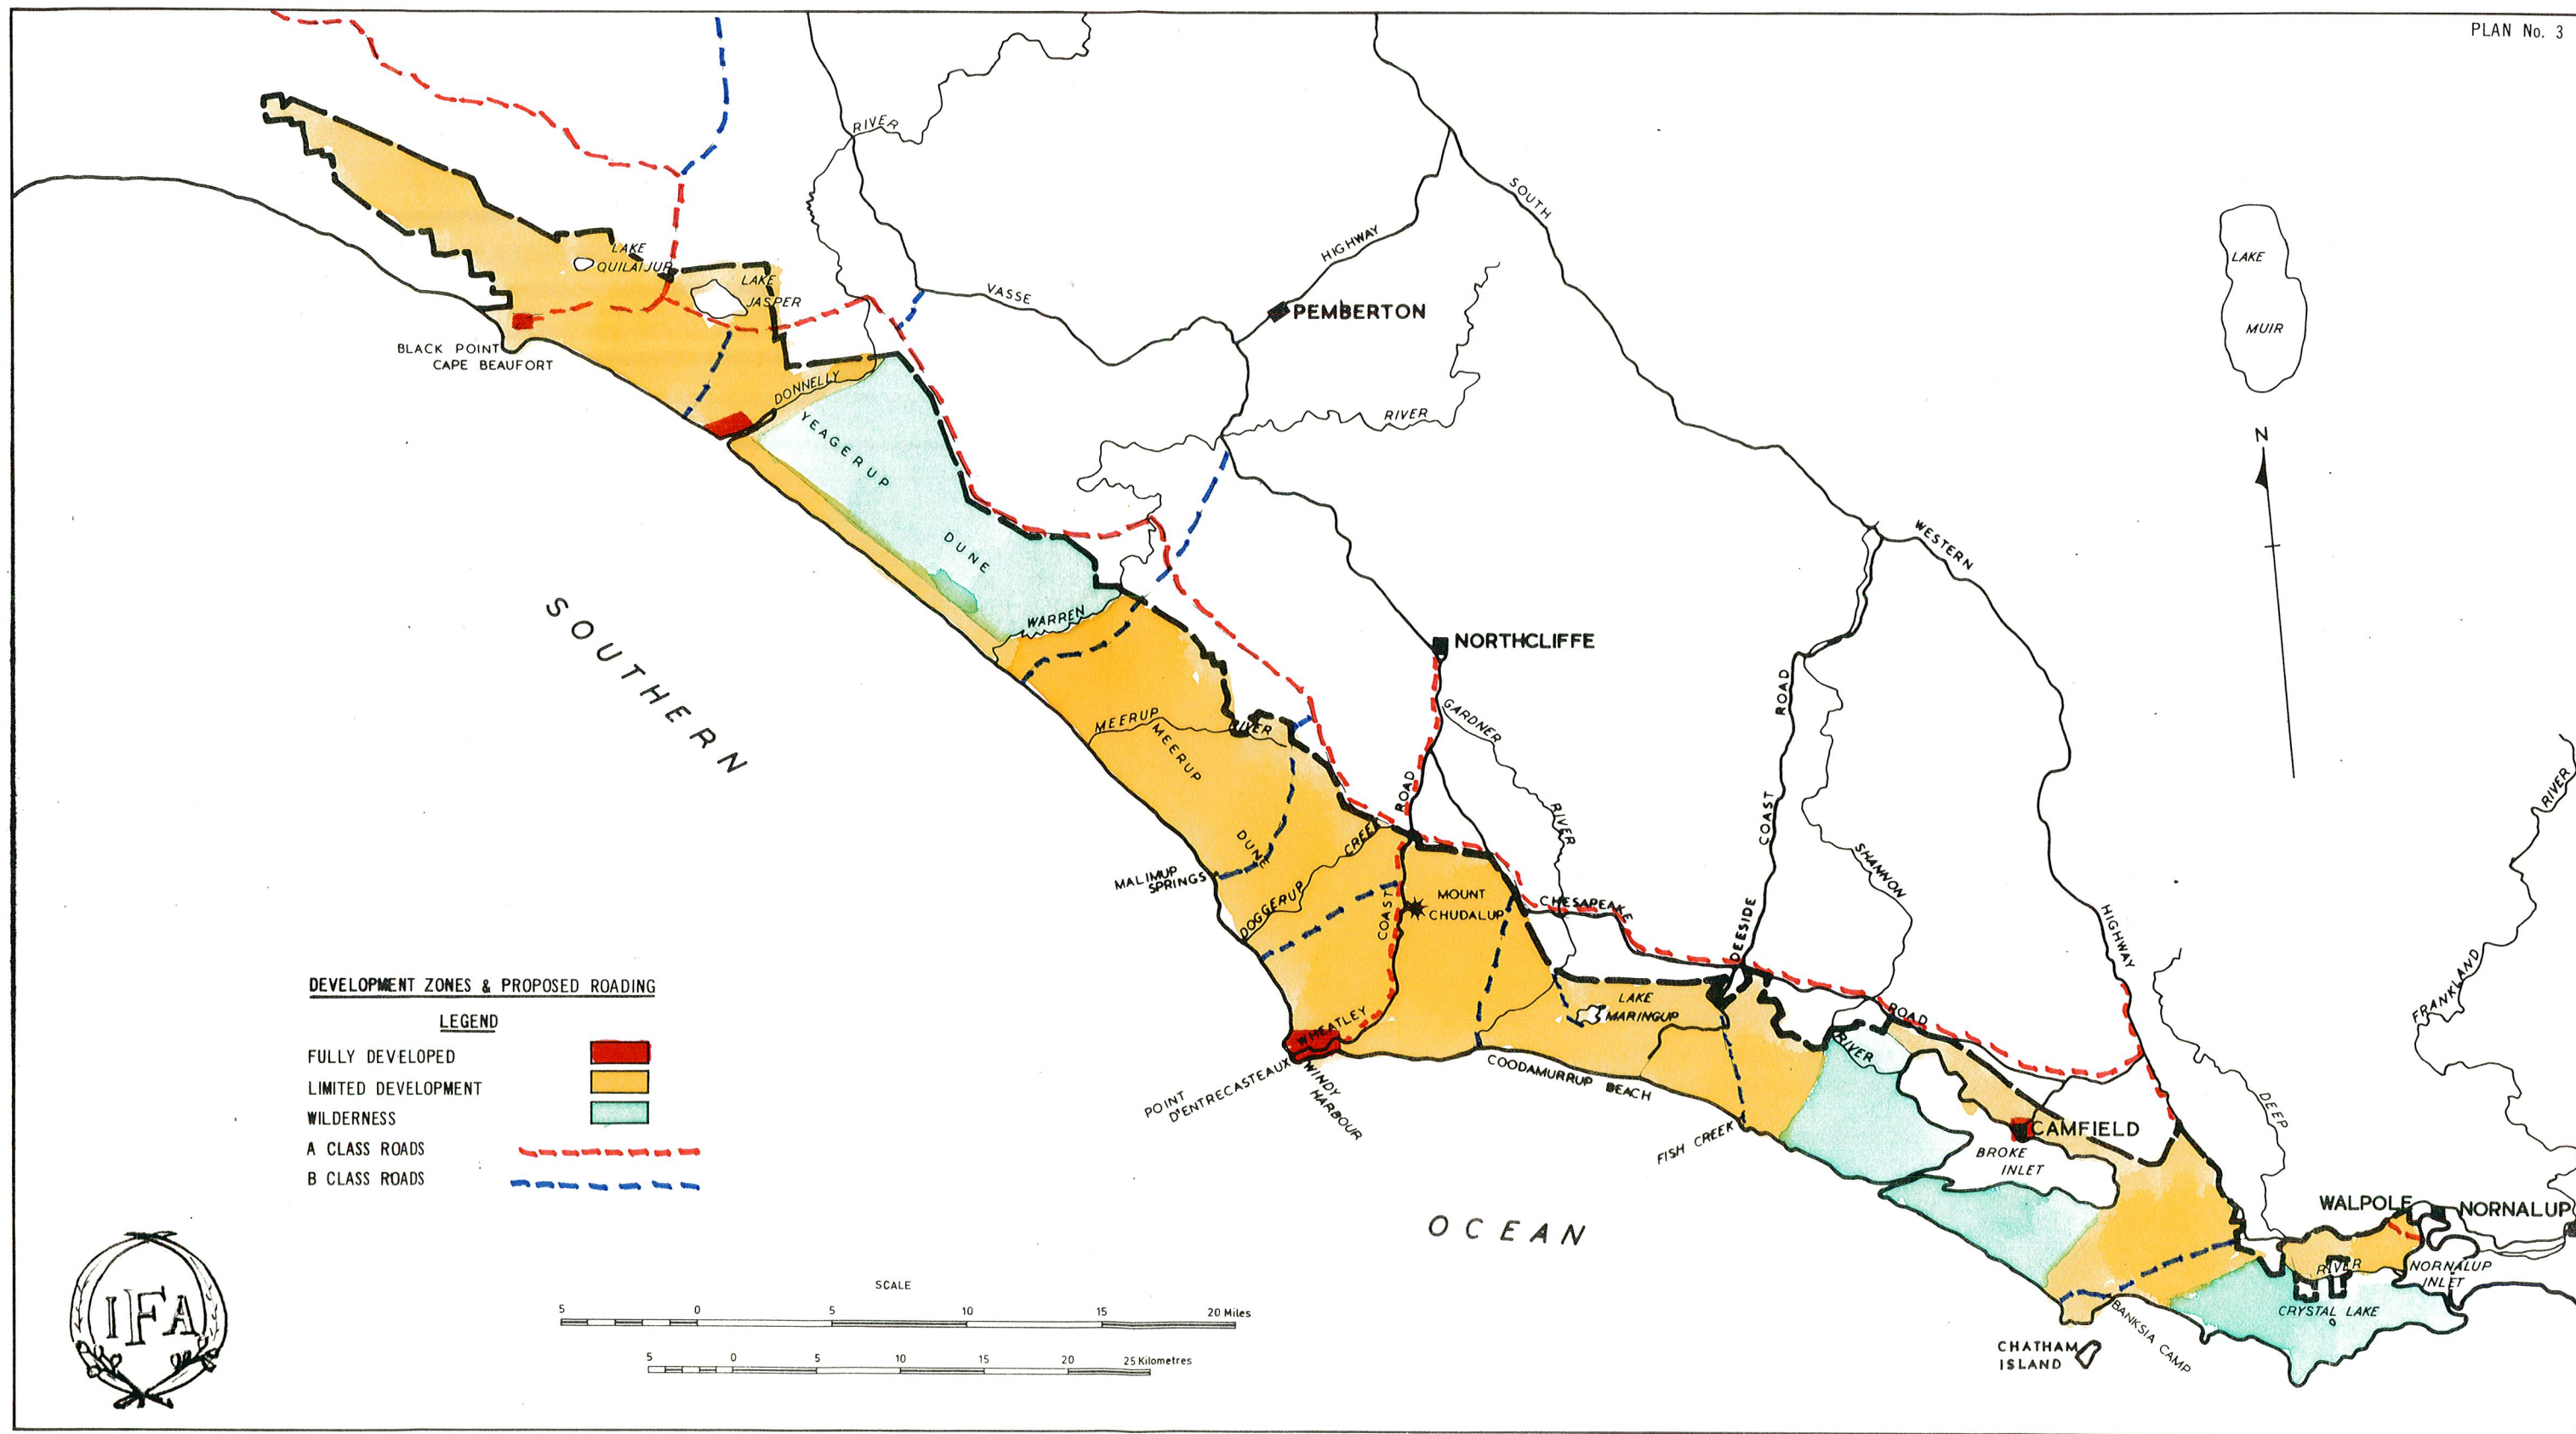 PLAN No. 3
RIVER
SOUTH
LAKE
QUILAIJUP
LAKE
JASPER
VASSE
HIGHWAY
PEMBERTON
LAKE
MUIR
BLACK POINT
CAPE BEAUFORT
DONNELLY
RIVER
YEAGERUP
DUNE
N
WESTERN
WARREN
SOUTHERN
NORTHCLIFFE
MEERUP
RIVER
MEERUP
DUNE
GARDNER
RIVER
ROAD
ROAD
COAST
DEESIDE
SHANNON
RIVER
MALIMUP
SPRINGS
DOGGERUP
CREEK
MOUNT
CHUDALUP
COAST
CHESAPEAKE
ROAD
HIGHWAY
FRANKLAND
RIVER
DEEP
LAKE
MARINGUP
WHEATLEY
POINT
D'ENTRECASTEAUX
WINDY
HARBOUR
COODAMURRUP BEACH
FISH CREEK
CAMFIELD
BROKE
INLET
WALPOLE
NORNALUP
RIVER
NORNALUP
INLET
CRYSTAL LAKE
BANKSIA CAMP
CHATHAM
ISLAND
OCEAN
DEVELOPMENT ZONES & PROPOSED ROADING
LEGEND
FULLY DEVELOPED
LIMITED DEVELOPMENT
WILDERNESS
A CLASS ROADS
B CLASS ROADS
IFA
SCALE
5 0 5 10 15 20 Miles
5 0 5 10 15 20 25 Kilometres